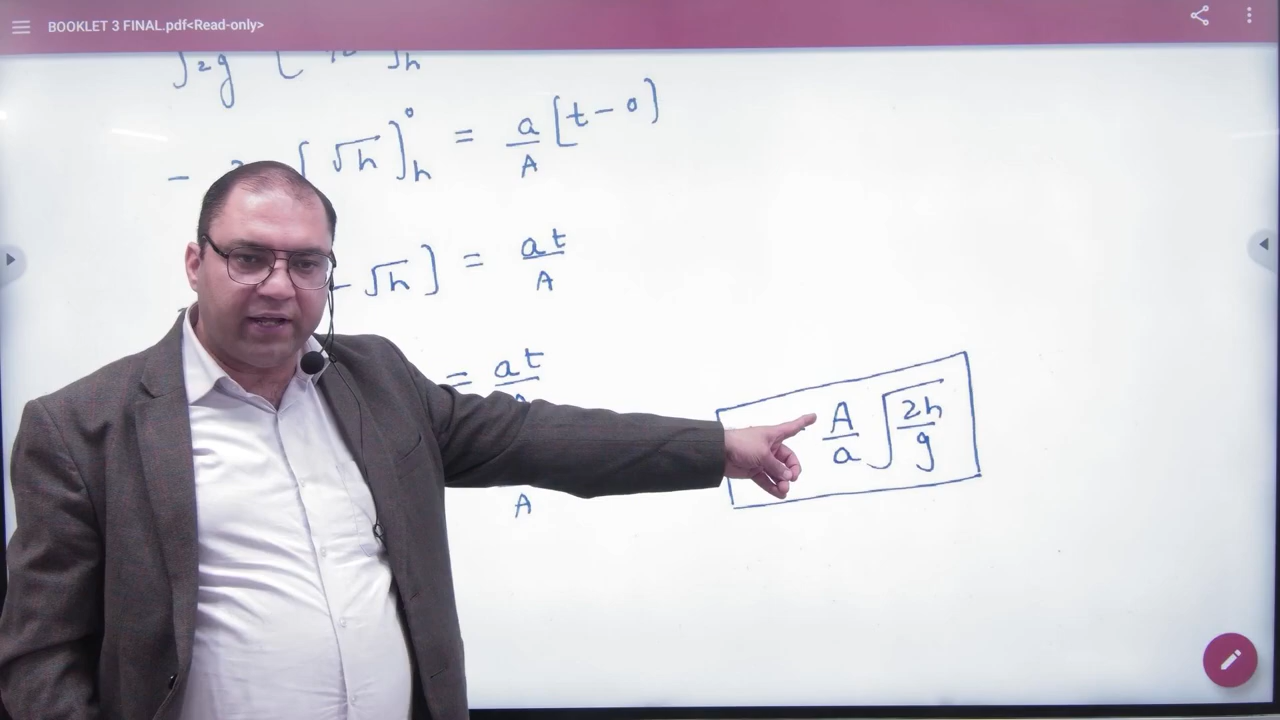 BOOKLET 3 FINAL.pdf<Read-only>
√2g [
- [√h]⁰ₕ = a/A [t - 0]
- √h] = at/A
= at/A
A
A/a √(2h/g)